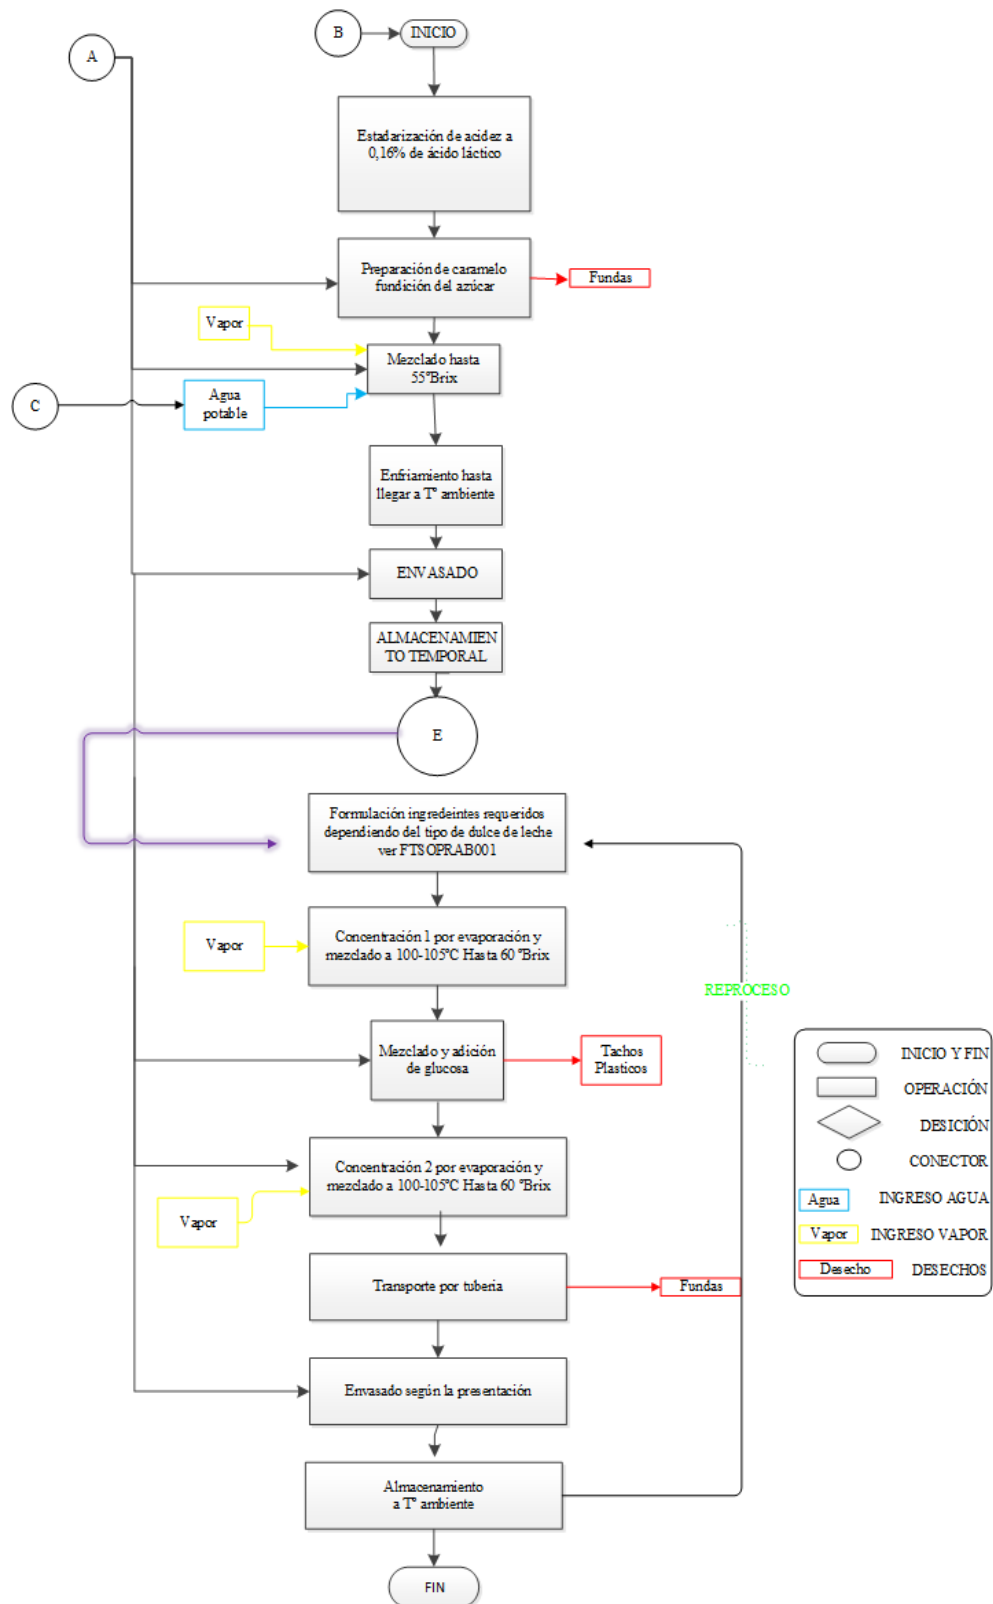 B
INICIO
A
Estadarización de acidez a
0,16% de ácido láctico
Preparación de caramelo
fundición del azúcar
Fundas
Vapor
Mezclado hasta
55°Brix
C
Agua
potable
Enfriamiento hasta
llegar a T° ambiente
ENVASADO
ALMACENAMIEN
TO TEMPORAL
E
Formulación ingredeintes requeridos
dependiendo del tipo de dulce de leche
ver FTSOPRAB001
Vapor
Concentración 1 por evaporación y
mezclado a 100-105°C Hasta 60 °Brix
REPROCESO
Mezclado y adición
de glucosa
Tachos
Plasticos
Concentración 2 por evaporación y
mezclado a 100-105°C Hasta 60 °Brix
Vapor
Transporte por tuberia
Fundas
Envasado según la presentación
Almacenamiento
a T° ambiente
FIN
INICIO Y FIN
OPERACIÓN
DESICIÓN
CONECTOR
Agua INGRESO AGUA
Vapor INGRESO VAPOR
Desecho DESECHOS